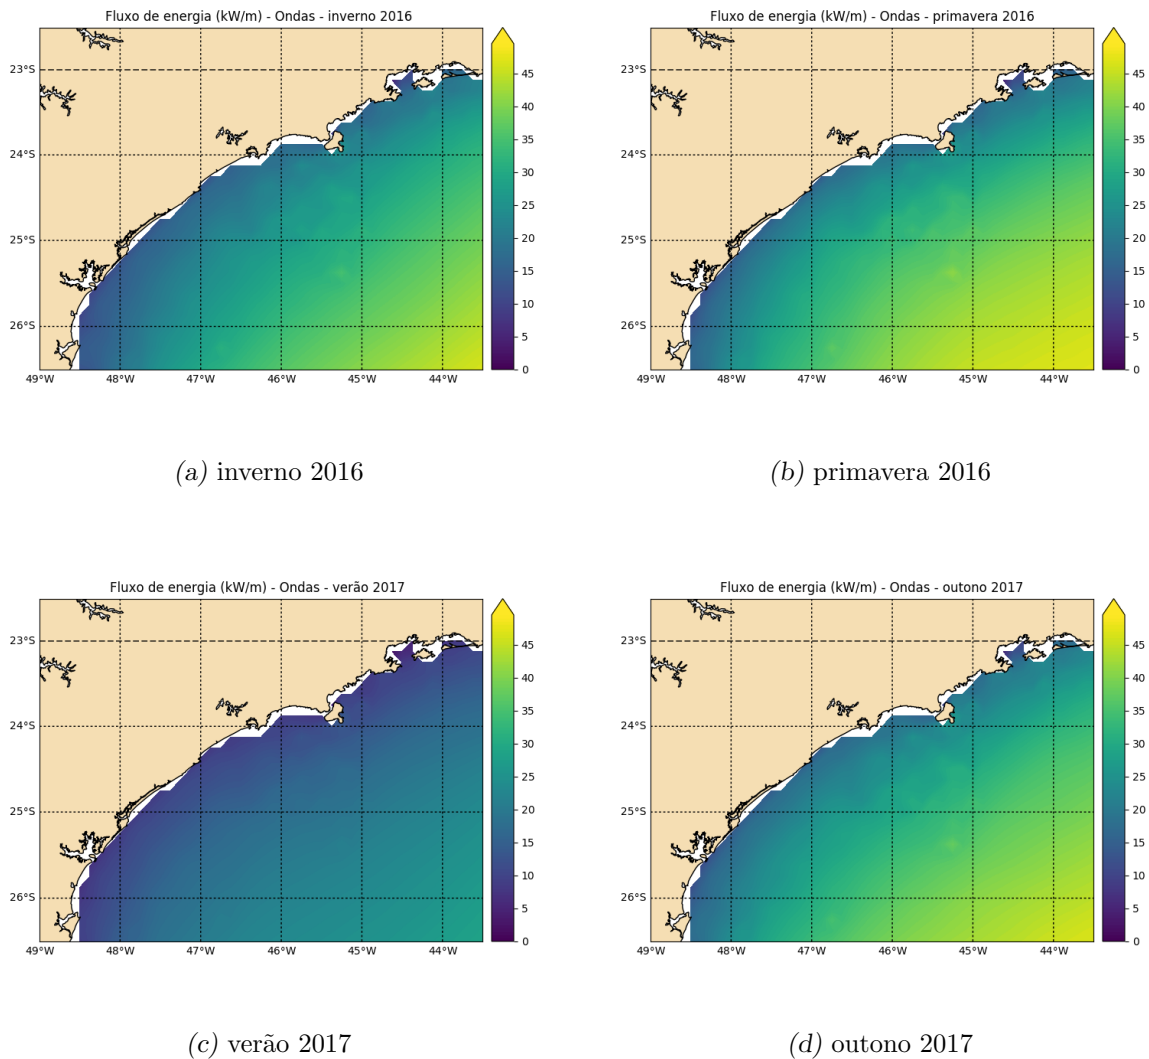 Fluxo de energia (kW/m) - Ondas - inverno 2016
23°S
24°S
25°S
26°S
49°W 48°W 47°W 46°W 45°W 44°W
45
40
35
30
25
20
15
10
5
0
(a) inverno 2016
Fluxo de energia (kW/m) - Ondas - primavera 2016
23°S
24°S
25°S
26°S
49°W 48°W 47°W 46°W 45°W 44°W
45
40
35
30
25
20
15
10
5
0
(b) primavera 2016
Fluxo de energia (kW/m) - Ondas - verão 2017
23°S
24°S
25°S
26°S
49°W 48°W 47°W 46°W 45°W 44°W
45
40
35
30
25
20
15
10
5
0
(c) verão 2017
Fluxo de energia (kW/m) - Ondas - outono 2017
23°S
24°S
25°S
26°S
49°W 48°W 47°W 46°W 45°W 44°W
45
40
35
30
25
20
15
10
5
0
(d) outono 2017